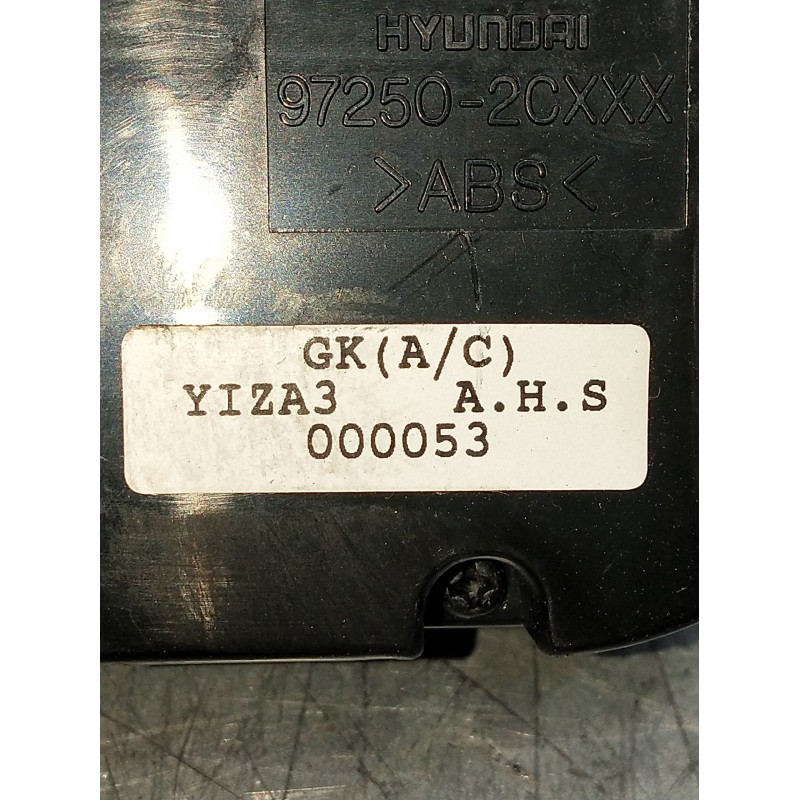 HYUNDAI
97250-2CXXX
>ABS<
GK(A/C)
YIZA3 A.H.S
000053